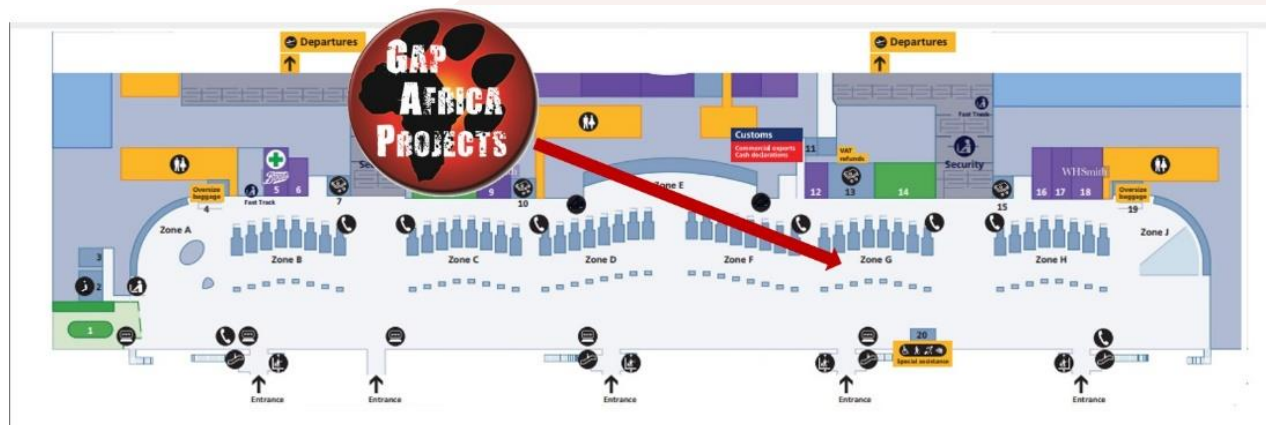 Departures
Departures
GAP
AFRICA
PROJECTS
Fast Track
Customs
Commercial exports
Cash declarations
11
VAT
refunds
Security
Oversize
baggage
4
Boots
5
6
Fast Track
7
9
10
Zone E
12
13
14
15
16
17
18
WHSmith
Oversize
baggage
19
Zone A
Zone B
Zone C
Zone D
Zone F
Zone G
Zone H
Zone J
3
2
1
20
Special assistance
Entrance
Entrance
Entrance
Entrance
Entrance